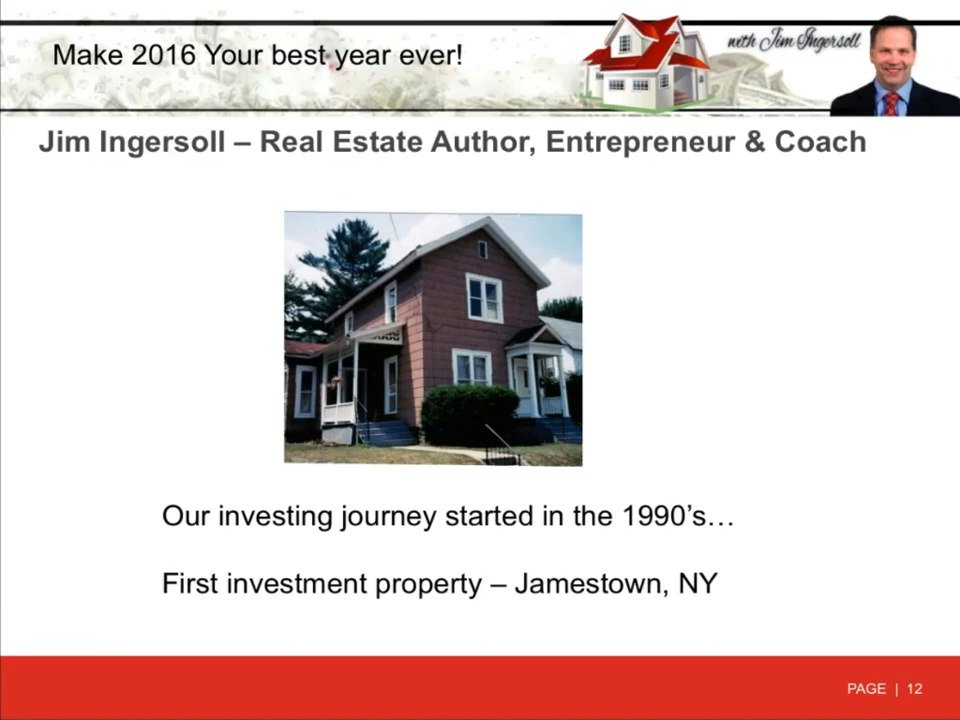 Make 2016 Your best year ever!
with Jim Ingersoll
Jim Ingersoll – Real Estate Author, Entrepreneur & Coach
Our investing journey started in the 1990’s…
First investment property – Jamestown, NY
PAGE | 12